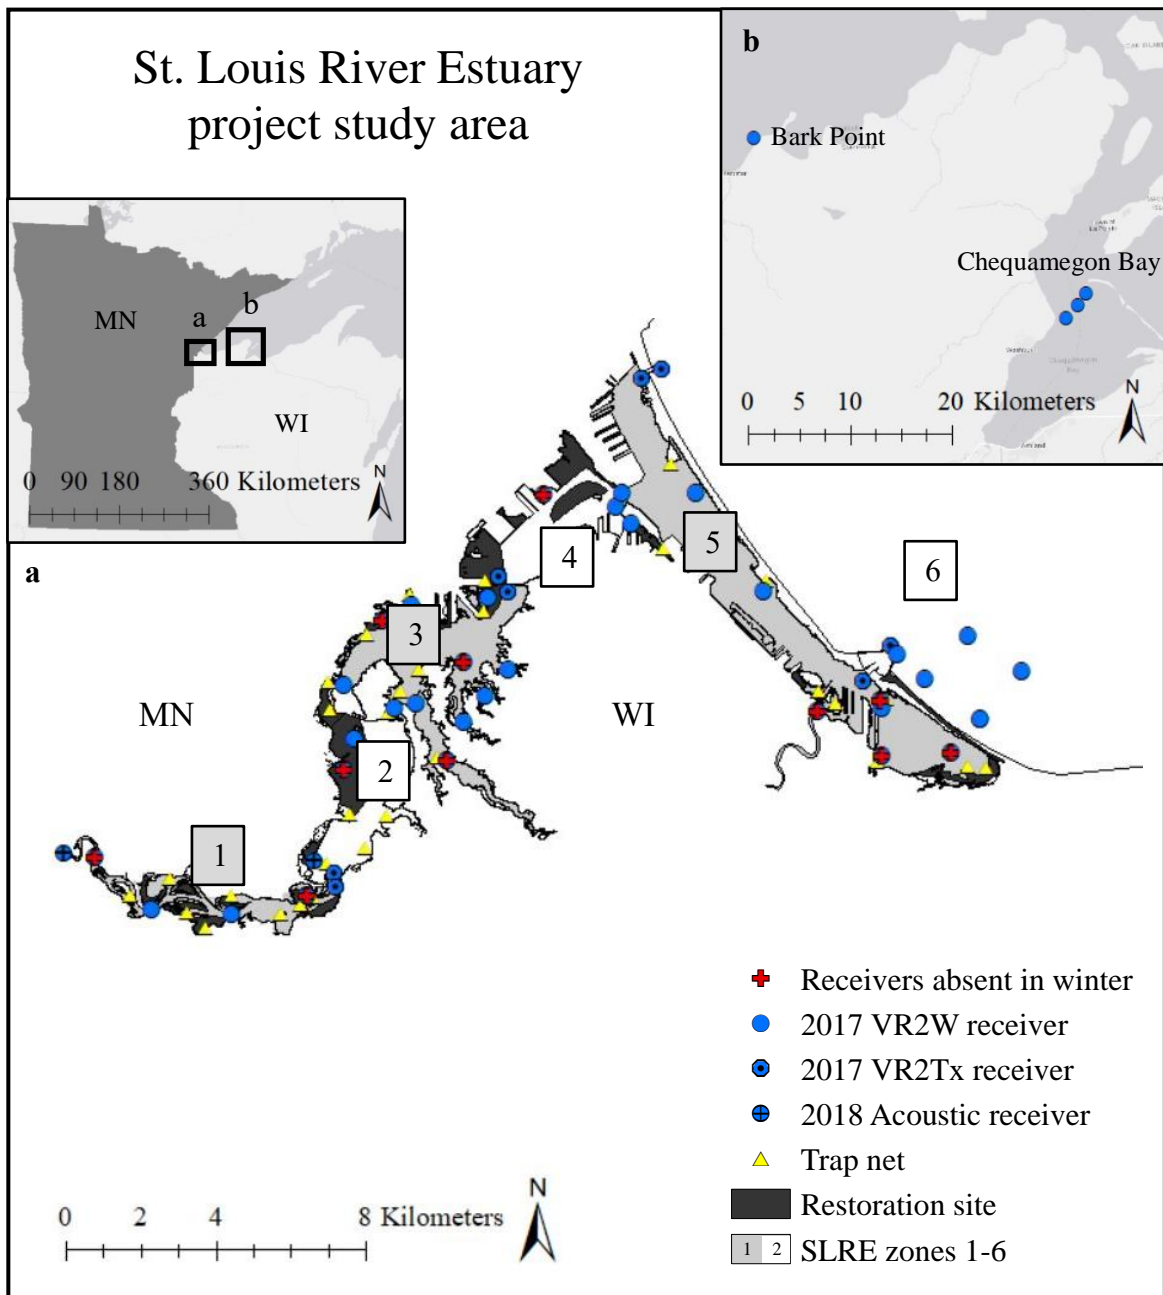 St. Louis River Estuary
project study area
b
Bark Point
Chequamegon Bay
N
0 5 10 20 Kilometers
MN
a
b
WI
0 90 180 360 Kilometers
N
a
4
5
6
3
MN
WI
2
1
Receivers absent in winter
2017 VR2W receiver
2017 VR2Tx receiver
2018 Acoustic receiver
Trap net
Restoration site
1 2 SLRE zones 1-6
N
0 2 4 8 Kilometers